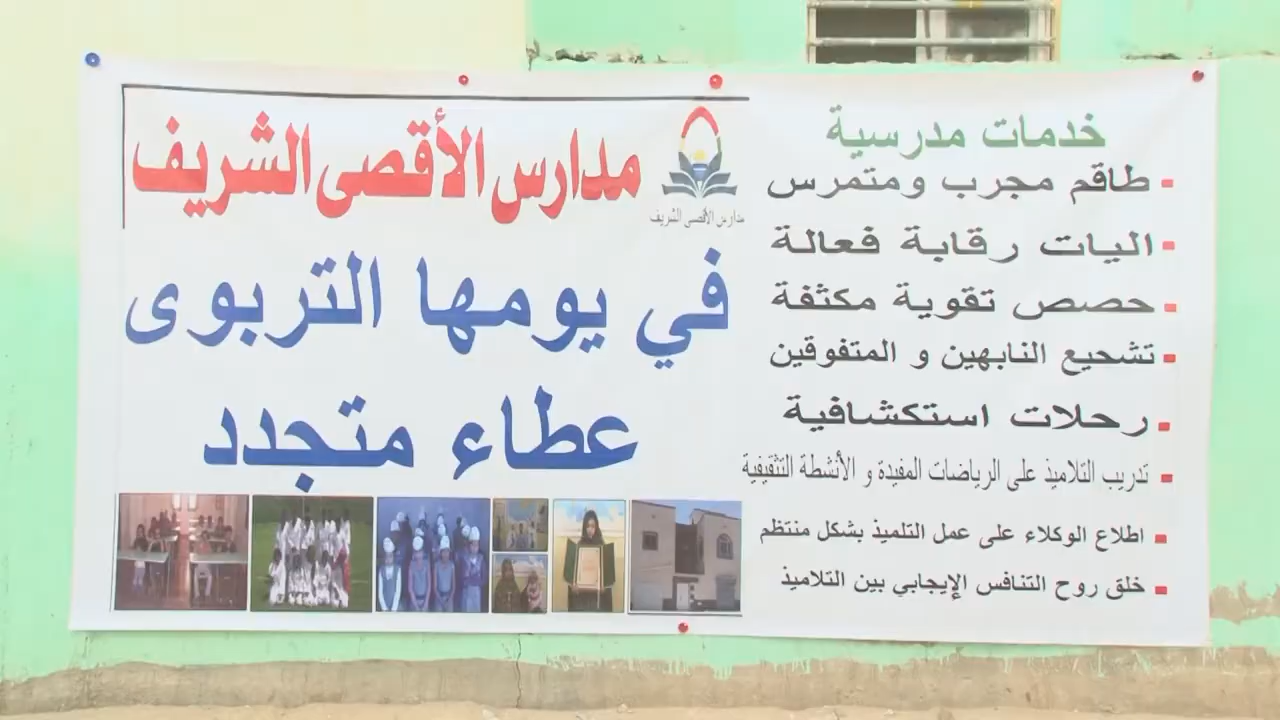 مدارس الأقصى الشريف
مدارس الأقصى الشريف
في يومها التربوى
عطاء متجدد
خدمات مدرسية
طاقم مجرب ومتمرس
اليات رقابة فعالة
حصص تقوية مكثفة
تشحيع النابهين و المتفوقين
رحلات استكشافية
تدريب التلاميذ على الرياضات المفيدة و الأنشطة التثقيفية
اطلاع الوكلاء على عمل التلميذ بشكل منتظم
خلق روح التنافس الإيجابي بين التلاميذ